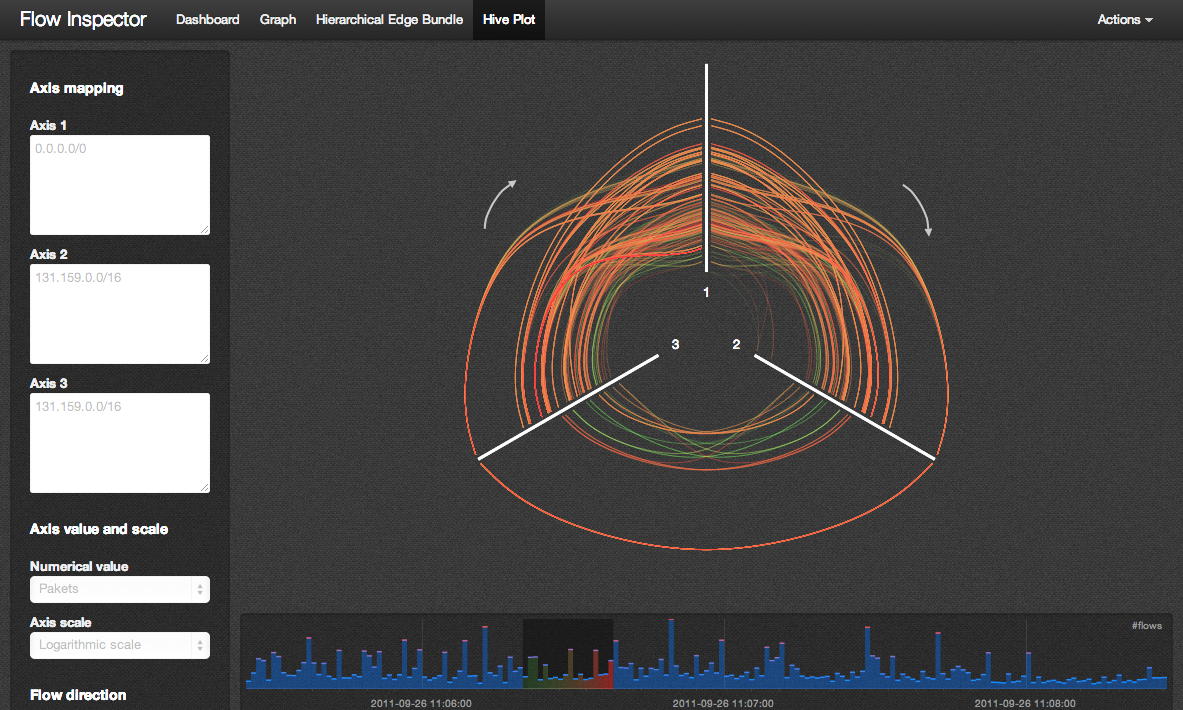 Flow Inspector Dashboard Graph Hierarchical Edge Bundle Hive Plot Actions
Axis mapping
Axis 1
0.0.0.0/0
Axis 2
131.159.0.0/16
Axis 3
131.159.0.0/16
Axis value and scale
Numerical value
Pakets
Axis scale
Logarithmic scale
Flow direction
1
3 2
#flows
2011-09-26 11:06:00 2011-09-26 11:07:00 2011-09-26 11:08:00